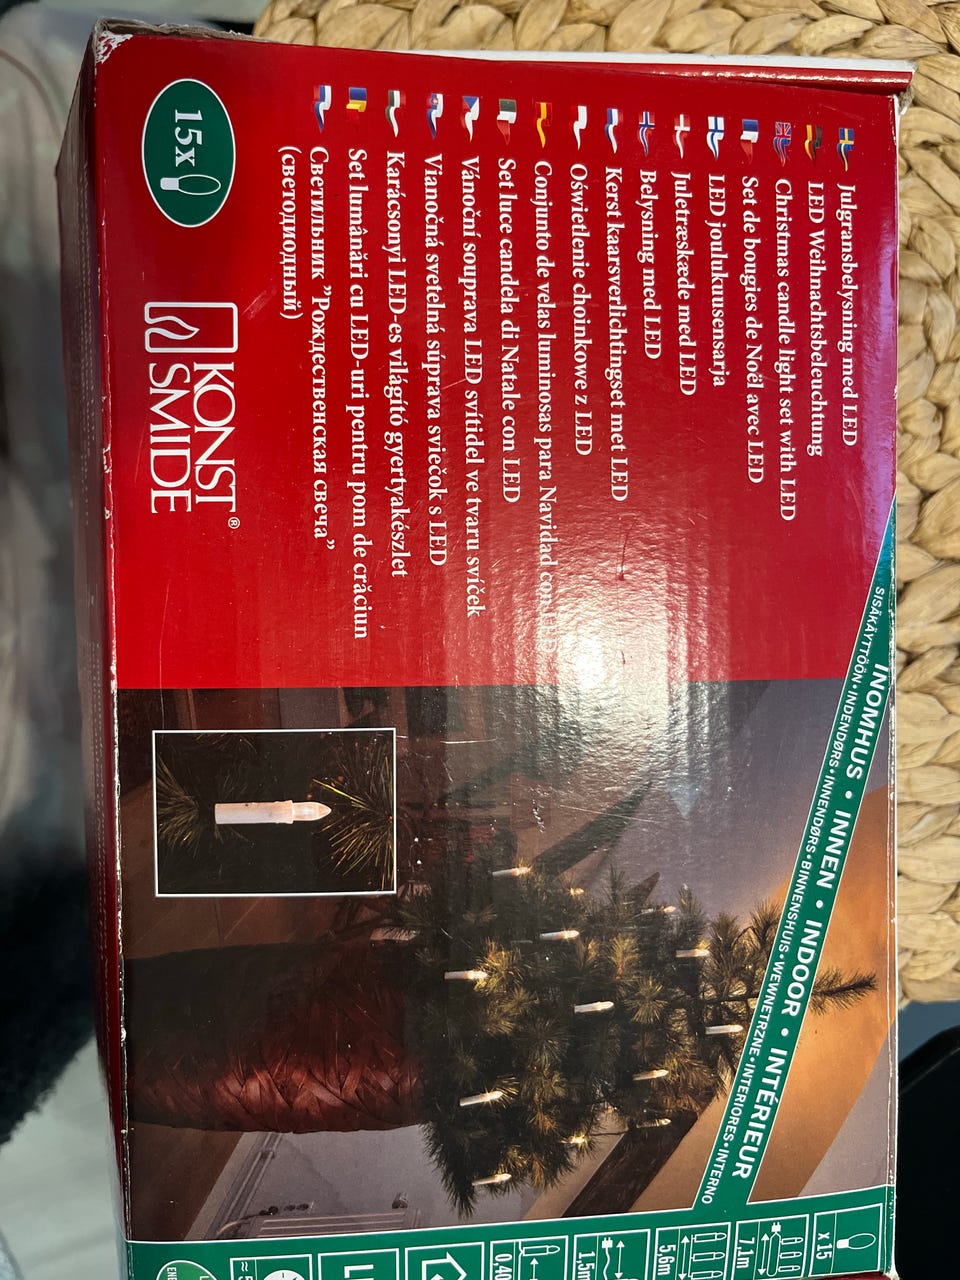 Julgransbelysning med LED
LED Weihnachtsbeleuchtung
Christmas candle light set with LED
Set de bougies de Noël avec LED
LED joulukuusensarja
Juletræskæde med LED
Belysning med LED
Kerst kaarsverlichtingset met LED
Oświetlenie choinkowe z LED
Conjunto de velas luminosas para Navidad con LED
Set luce candela di Natale con LED
Vánoční souprava LED svítidel ve tvaru svíček
Vianočná svetelná súprava sviečok s LED
Karácsonyi LED-es világító gyertyakészlet
Set lumânări cu LED-uri pentru pom de crăciun
Светильник "Рождественская свеча"
(светодиодный)
15x
KONST
SMIDE®
INOMHUS • INNEN • INDOOR • INTÉRIEUR
SISÄKÄYTTÖÖN • INDENDØRS • INNENDØRS • BINNENSHUIS • WEWNETRZNE • INTERIORES • INTERNO
x 15
7,1m
5,6m
1,5m
0,40